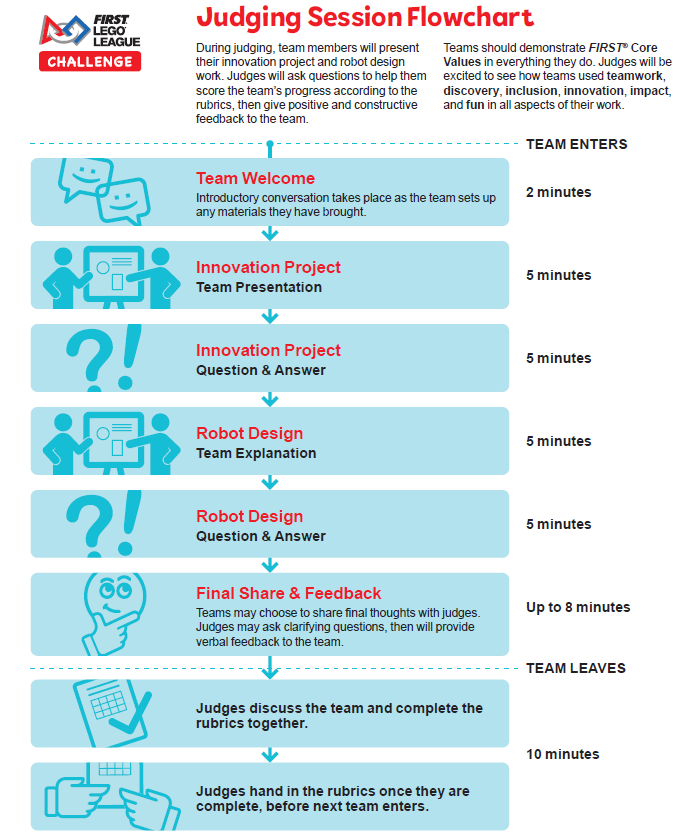 FIRST
LEGO
LEAGUE
CHALLENGE
Judging Session Flowchart
During judging, team members will present
their innovation project and robot design
work. Judges will ask questions to help them
score the team's progress according to the
rubrics, then give positive and constructive
feedback to the team.
Teams should demonstrate FIRST® Core
Values in everything they do. Judges will be
excited to see how teams used teamwork,
discovery, inclusion, innovation, impact,
and fun in all aspects of their work.
TEAM ENTERS
Team Welcome
Introductory conversation takes place as the team sets up
any materials they have brought.
2 minutes
Innovation Project
Team Presentation
5 minutes
Innovation Project
Question & Answer
5 minutes
Robot Design
Team Explanation
5 minutes
Robot Design
Question & Answer
5 minutes
Final Share & Feedback
Teams may choose to share final thoughts with judges.
Judges may ask clarifying questions, then will provide
verbal feedback to the team.
Up to 8 minutes
TEAM LEAVES
Judges discuss the team and complete the
rubrics together.
10 minutes
Judges hand in the rubrics once they are
complete, before next team enters.